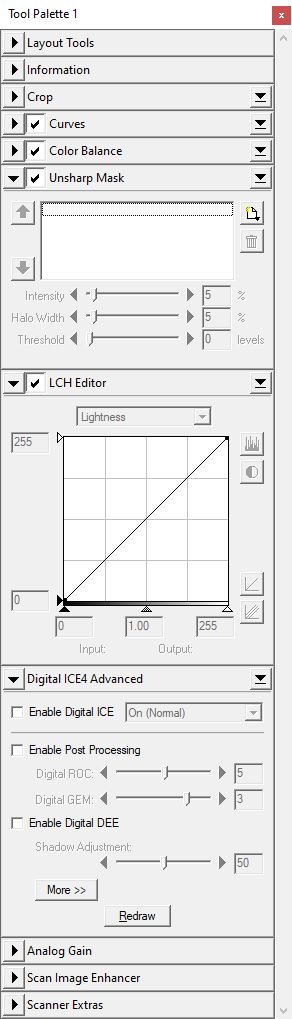 Tool Palette 1
x
Layout Tools
Information
Crop
Curves
Color Balance
Unsharp Mask
Intensity 5 %
Halo Width 5 %
Threshold 0 levels
LCH Editor
Lightness
255
0
0 1.00 255
Input: Output:
Digital ICE4 Advanced
Enable Digital ICE On (Normal)
Enable Post Processing
Digital ROC: 5
Digital GEM: 3
Enable Digital DEE
Shadow Adjustment:
50
More >>
Redraw
Analog Gain
Scan Image Enhancer
Scanner Extras